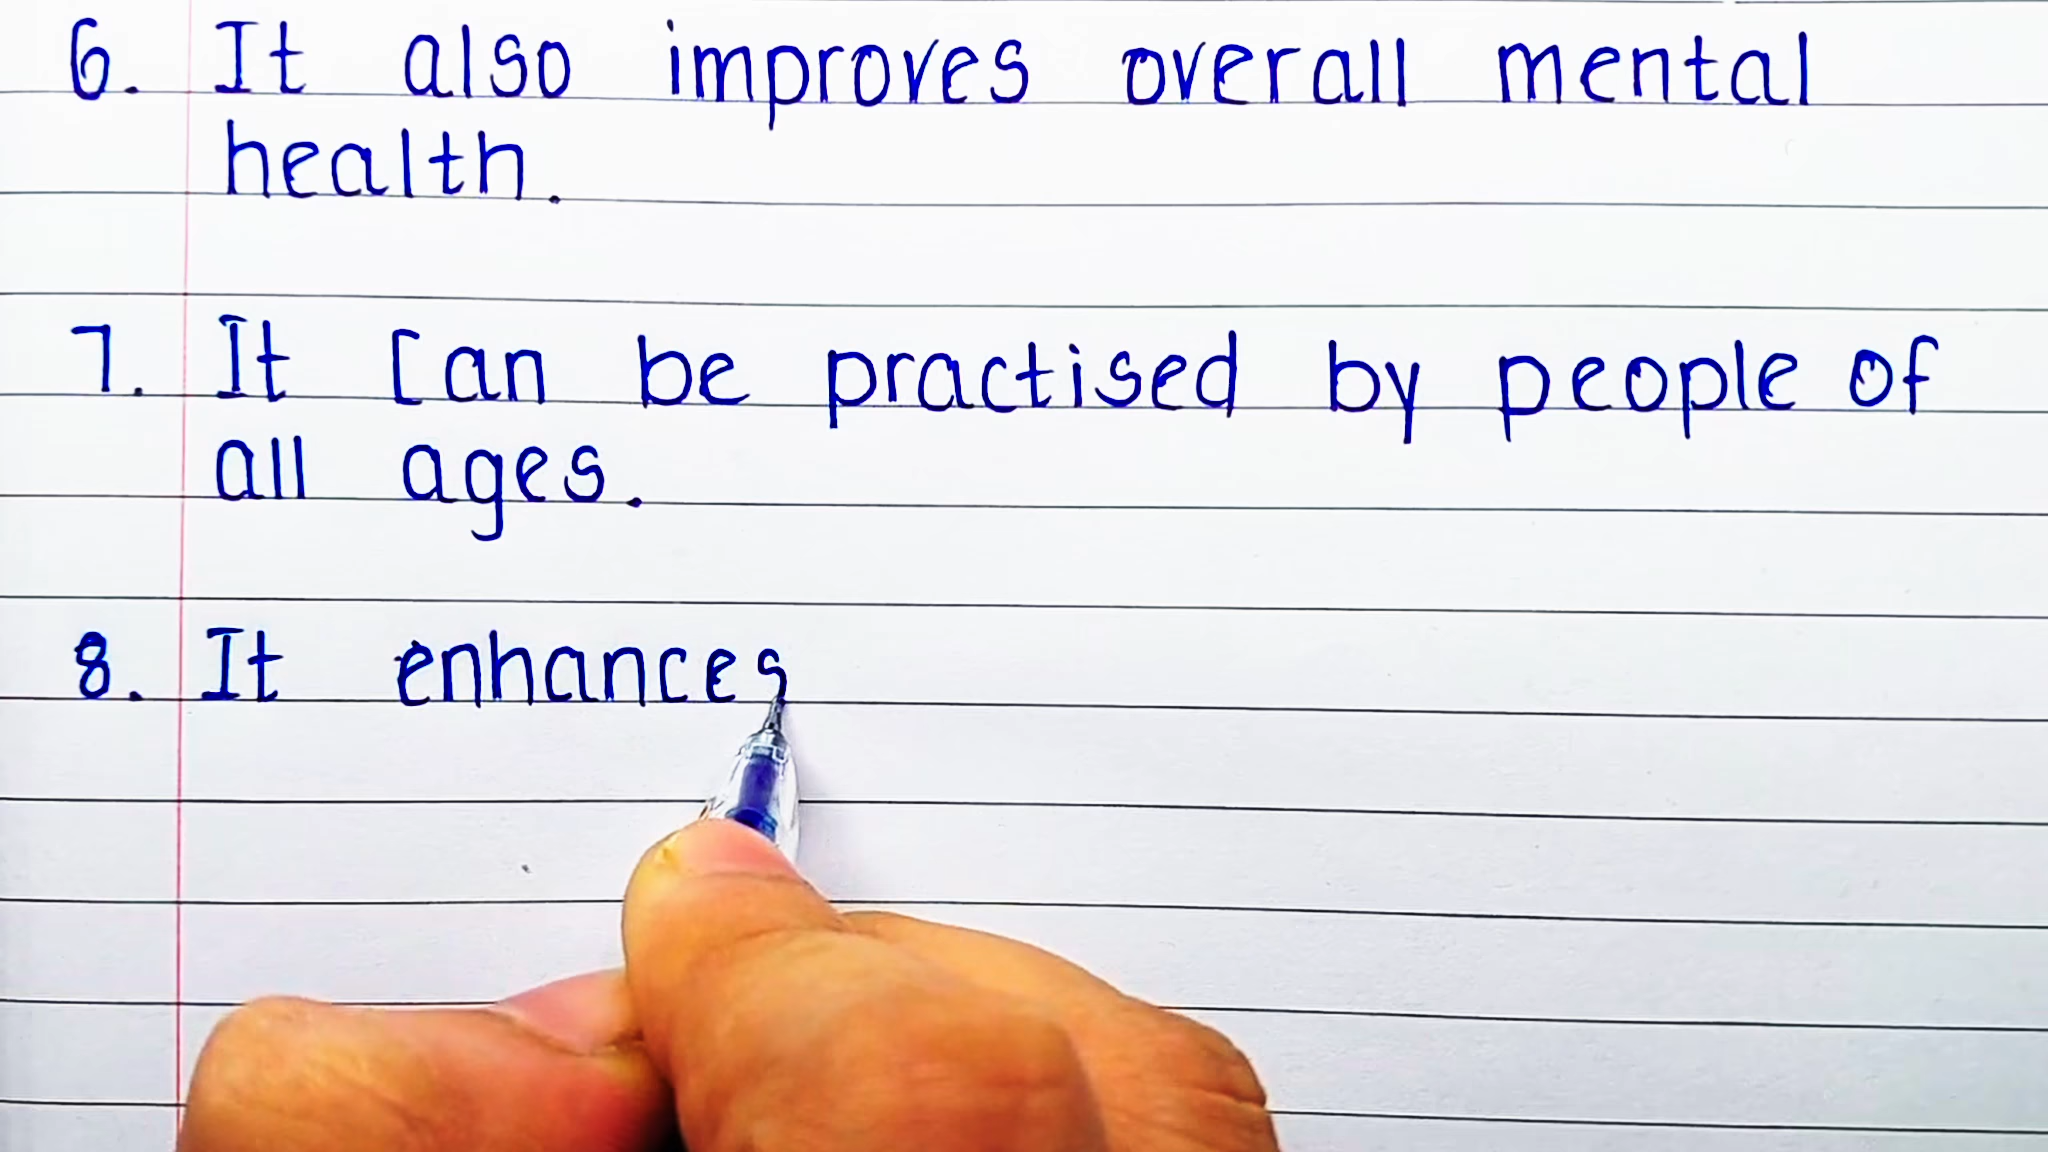 6. It also improves overall mental
health.
7. It can be practised by people of
all ages.
8. It enhances